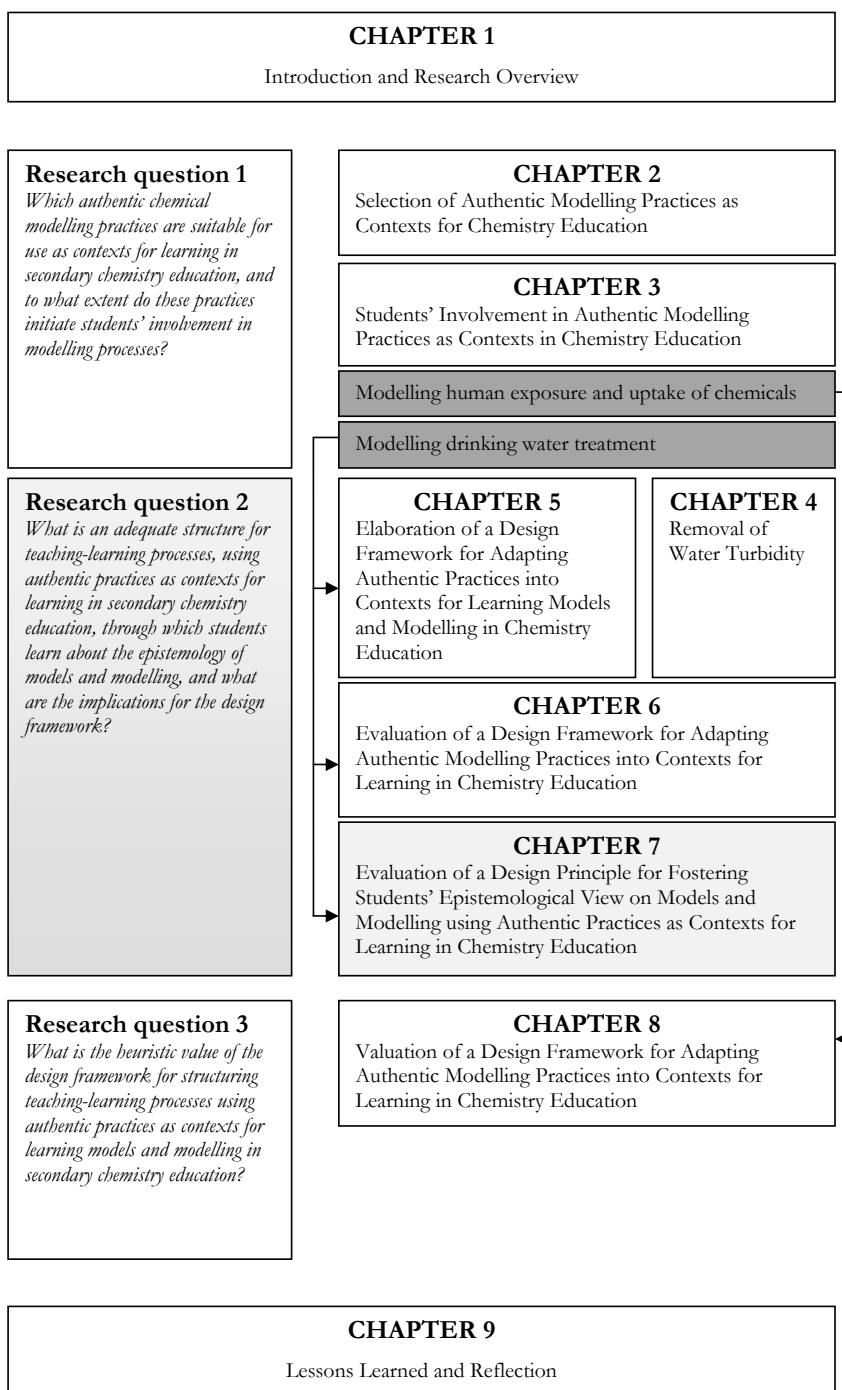 CHAPTER 1
Introduction and Research Overview
Research question 1
Which authentic chemical
modelling practices are suitable for
use as contexts for learning in
secondary chemistry education, and
to what extent do these practices
initiate students' involvement in
modelling processes?
CHAPTER 2
Selection of Authentic Modelling Practices as
Contexts for Chemistry Education
CHAPTER 3
Students' Involvement in Authentic Modelling
Practices as Contexts in Chemistry Education
Modelling human exposure and uptake of chemicals
Modelling drinking water treatment
Research question 2
What is an adequate structure for
teaching-learning processes, using
authentic practices as contexts for
learning in secondary chemistry
education, through which students
learn about the epistemology of
models and modelling, and what
are the implications for the design
framework?
CHAPTER 5
Elaboration of a Design
Framework for Adapting
Authentic Practices into
Contexts for Learning Models
and Modelling in Chemistry
Education
CHAPTER 4
Removal of
Water Turbidity
CHAPTER 6
Evaluation of a Design Framework for Adapting
Authentic Modelling Practices into Contexts for
Learning in Chemistry Education
CHAPTER 7
Evaluation of a Design Principle for Fostering
Students' Epistemological View on Models and
Modelling using Authentic Practices as Contexts for
Learning in Chemistry Education
Research question 3
What is the heuristic value of the
design framework for structuring
teaching-learning processes using
authentic practices as contexts for
learning models and modelling in
secondary chemistry education?
CHAPTER 8
Valuation of a Design Framework for Adapting
Authentic Modelling Practices into Contexts for
Learning in Chemistry Education
CHAPTER 9
Lessons Learned and Reflection